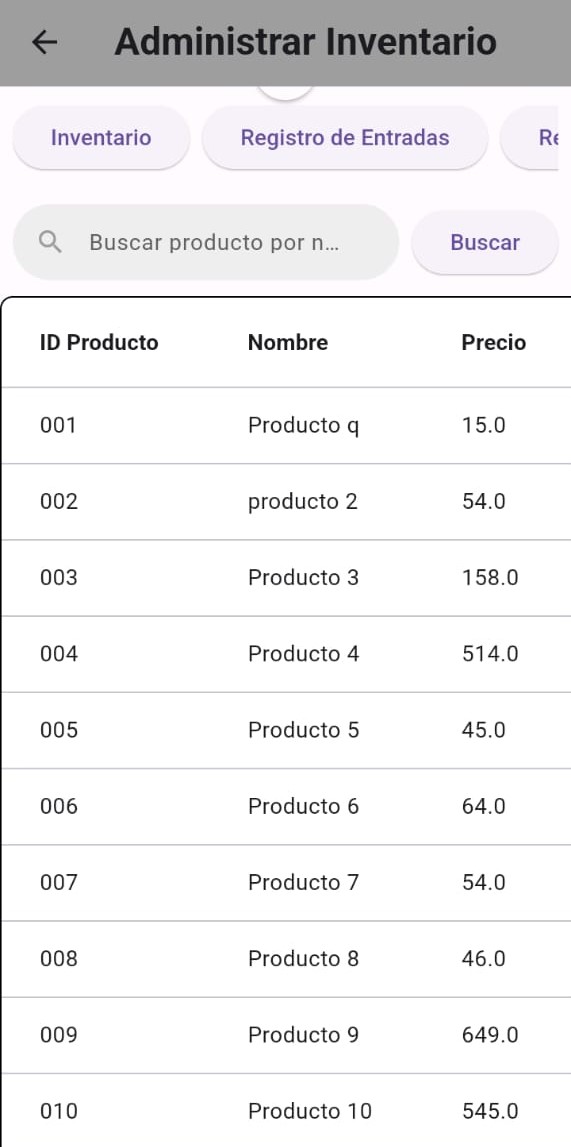 Administrar Inventario
Inventario Registro de Entradas Re
Buscar producto por n... Buscar
ID Producto Nombre Precio
001 Producto q 15.0
002 producto 2 54.0
003 Producto 3 158.0
004 Producto 4 514.0
005 Producto 5 45.0
006 Producto 6 64.0
007 Producto 7 54.0
008 Producto 8 46.0
009 Producto 9 649.0
010 Producto 10 545.0